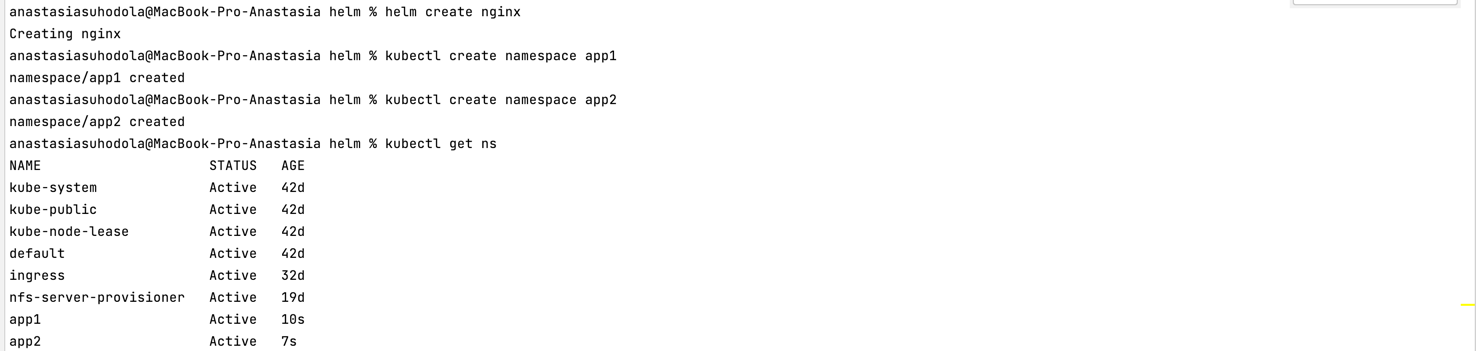 anastasiasuhodola@MacBook-Pro-Anastasia helm % helm create nginx
Creating nginx
anastasiasuhodola@MacBook-Pro-Anastasia helm % kubectl create namespace app1
namespace/app1 created
anastasiasuhodola@MacBook-Pro-Anastasia helm % kubectl create namespace app2
namespace/app2 created
anastasiasuhodola@MacBook-Pro-Anastasia helm % kubectl get ns
NAME                     STATUS   AGE
kube-system              Active   42d
kube-public              Active   42d
kube-node-lease          Active   42d
default                  Active   42d
ingress                  Active   32d
nfs-server-provisioner   Active   19d
app1                     Active   10s
app2                     Active   7s